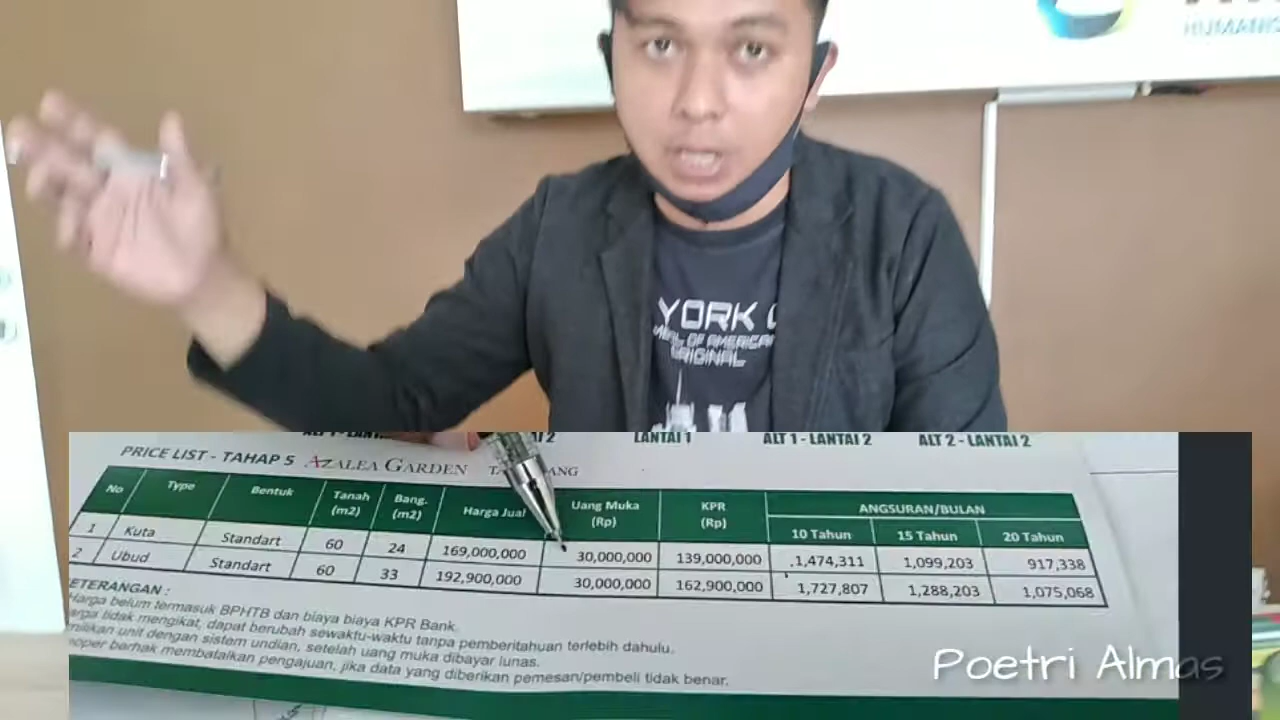 HUMANIS
YORK
ORIGINAL
LANTAI 1 ALT 1 - LANTAI 2 ALT 2 - LANTAI 2
PRICE LIST - TAHAP 5 AZALEA GARDEN
No Type Bentuk Tanah (m2) Bang. (m2) Harga Jual Uang Muka (Rp) KPR (Rp) ANGSURAN/BULAN
10 Tahun 15 Tahun 20 Tahun
1 Kuta Standart 60 24 169,000,000 30,000,000 139,000,000 1,474,311 1,099,203 917,338
2 Ubud Standart 60 33 192,900,000 30,000,000 162,900,000 1,727,807 1,288,203 1,075,068
ETERANGAN :
Harga belum termasuk BPHTB dan biaya biaya KPR Bank.
arga tidak mengikat, dapat berubah sewaktu-waktu tanpa pemberitahuan terlebih dahulu.
milikan unit dengan sistem undian, setelah uang muka dibayar lunas.
oper berhak membatalkan pengajuan, jika data yang diberikan pemesan/pembeli tidak benar.
Poetri Almas